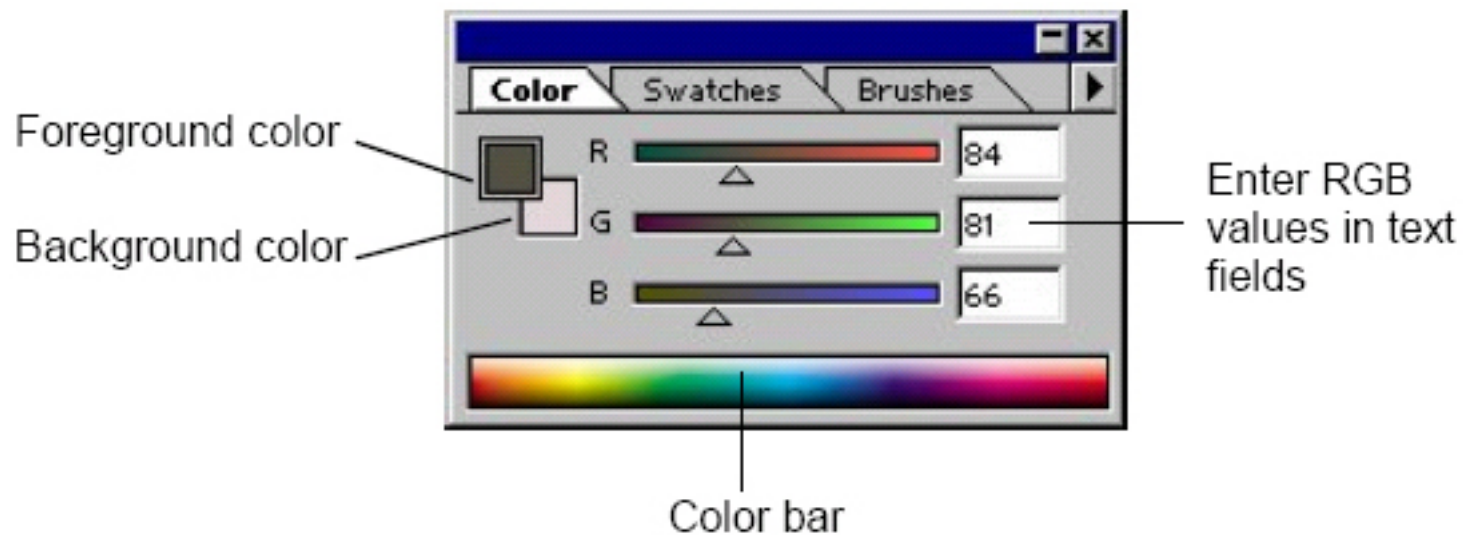 Color Swatches Brushes
Foreground color
R 84
Background color
G 81
Enter RGB
values in text
fields
B 66
Color bar